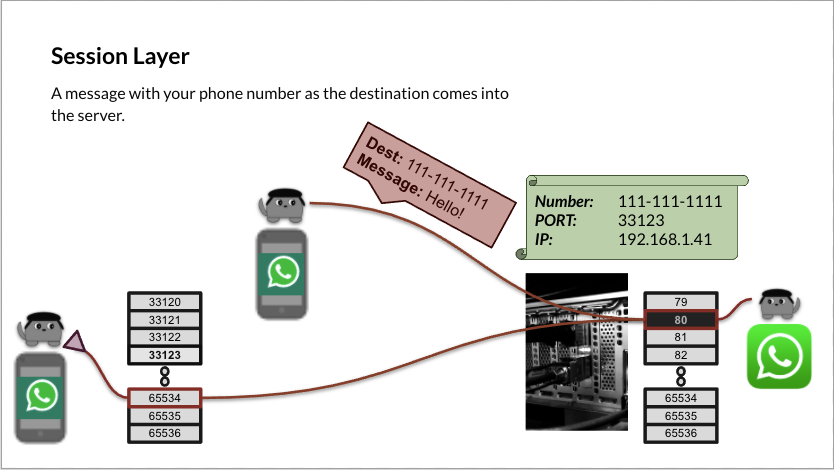 Session Layer
A message with your phone number as the destination comes into
the server.
Dest: 111-111-1111
Message: Hello!
Number: 111-111-1111
PORT: 33123
IP: 192.168.1.41
33120
33121
33122
33123
65534
65535
65536
79
80
81
82
65534
65535
65536